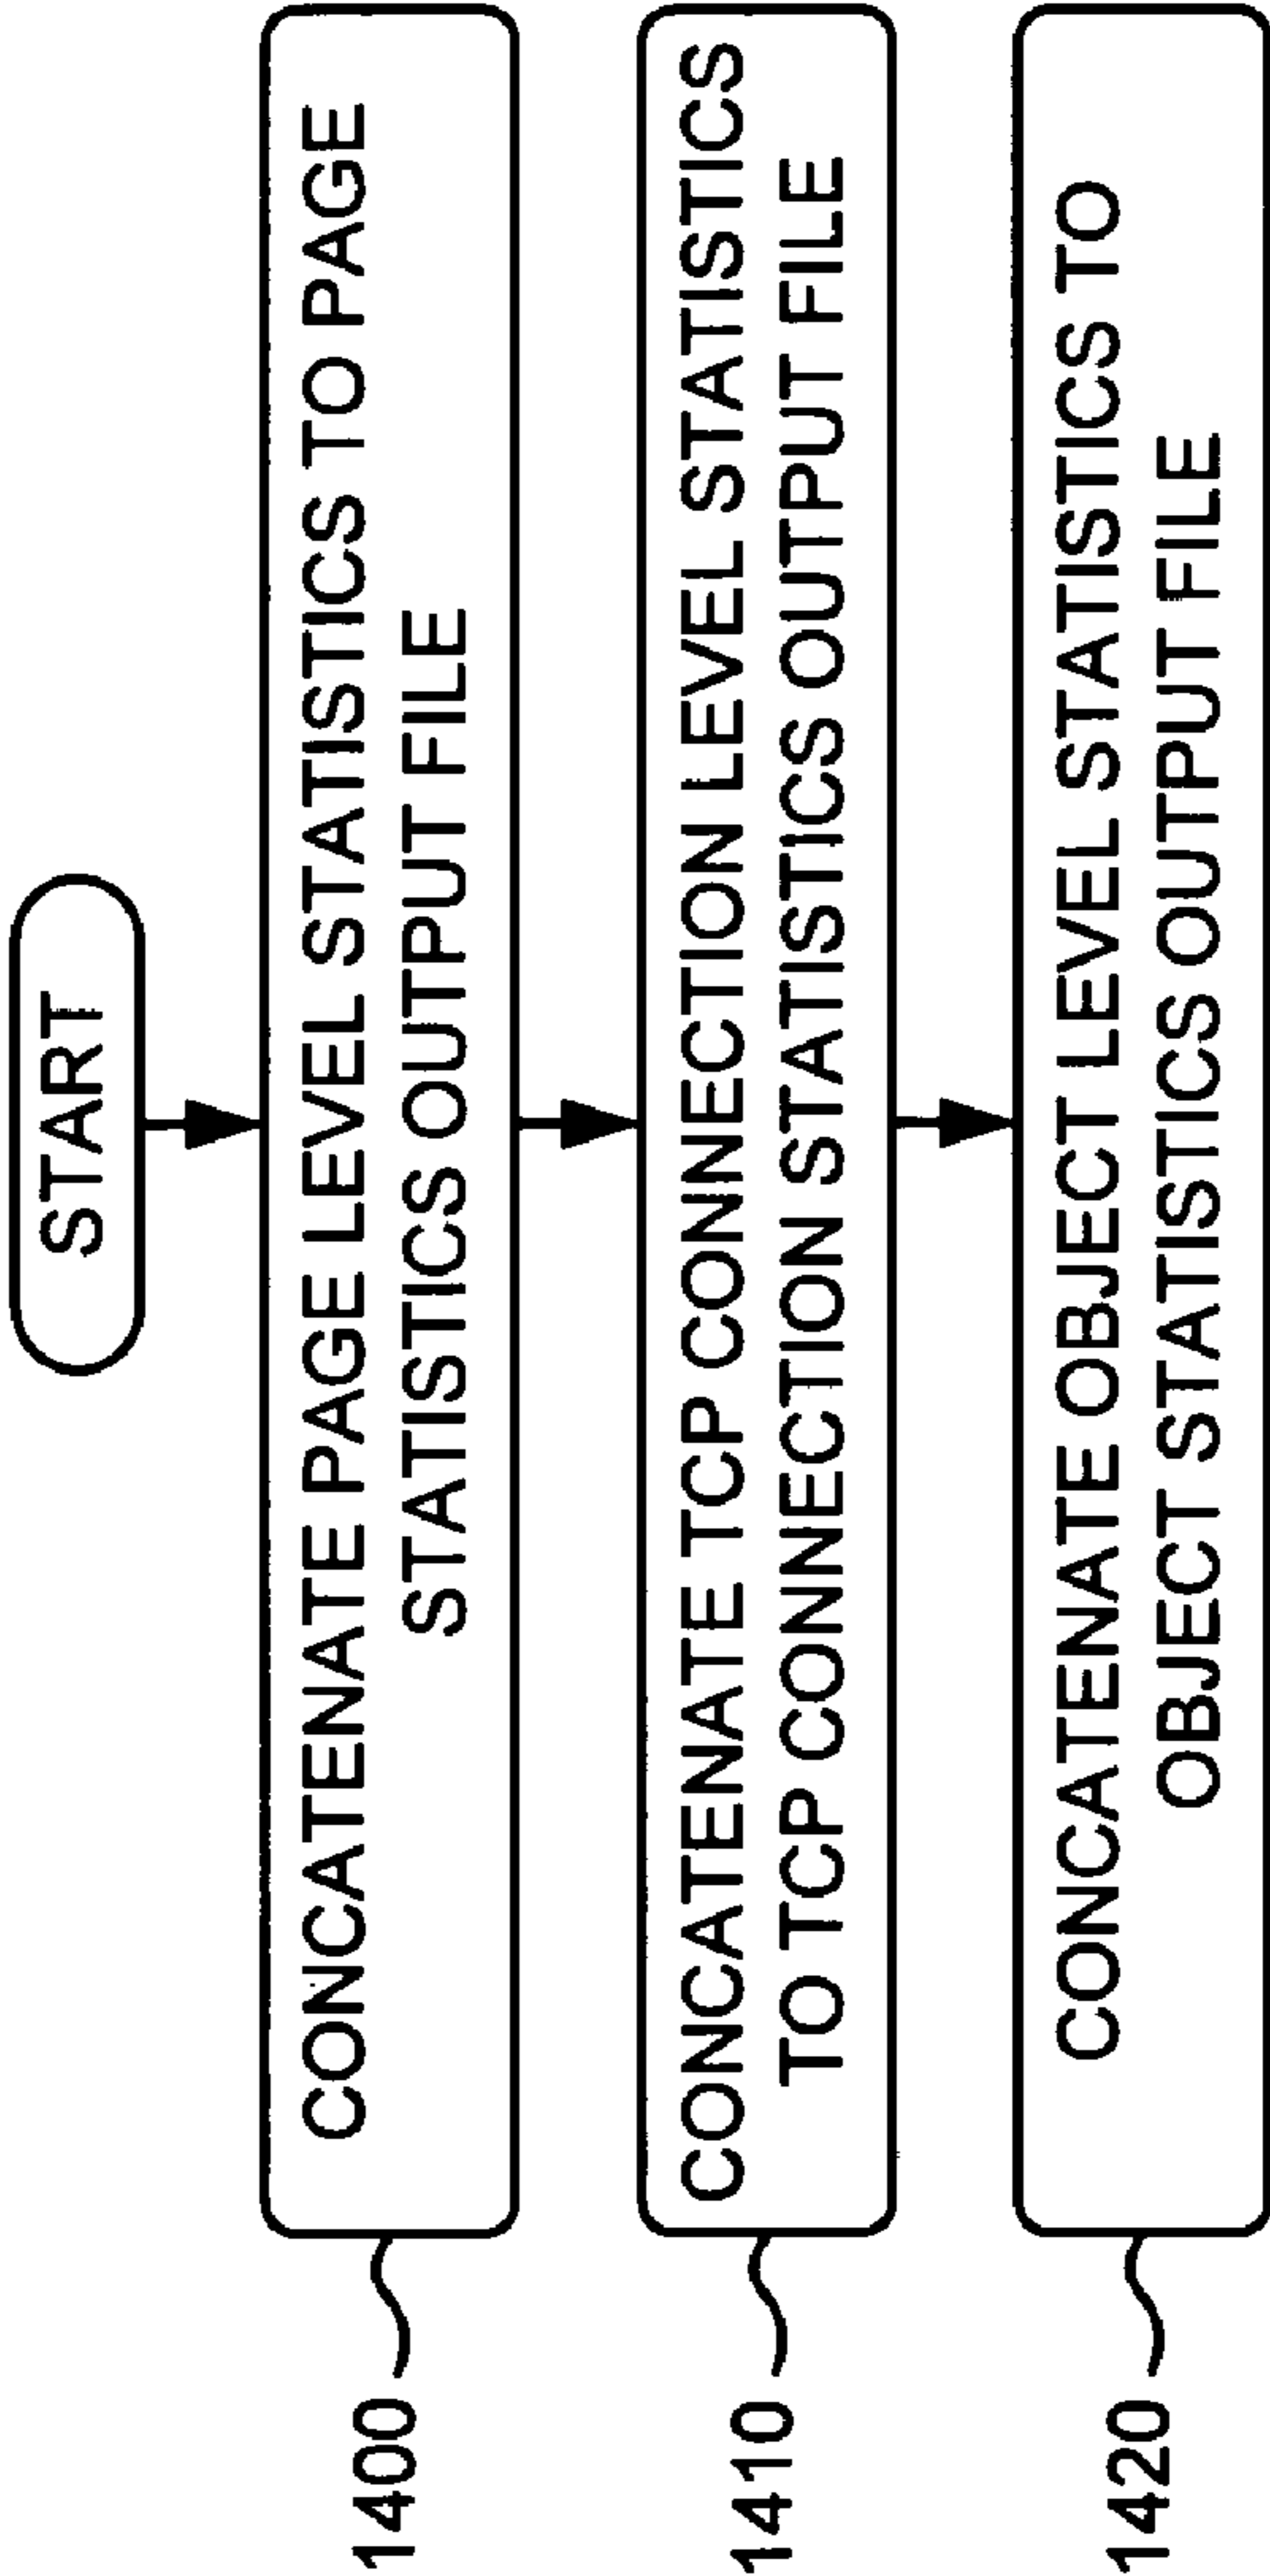 START
CONCATENATE PAGE LEVEL STATISTICS TO PAGE
STATISTICS OUTPUT FILE
1400
CONCATENATE TCP CONNECTION LEVEL STATISTICS
TO TCP CONNECTION STATISTICS OUTPUT FILE
1410
CONCATENATE OBJECT LEVEL STATISTICS TO
OBJECT STATISTICS OUTPUT FILE
1420